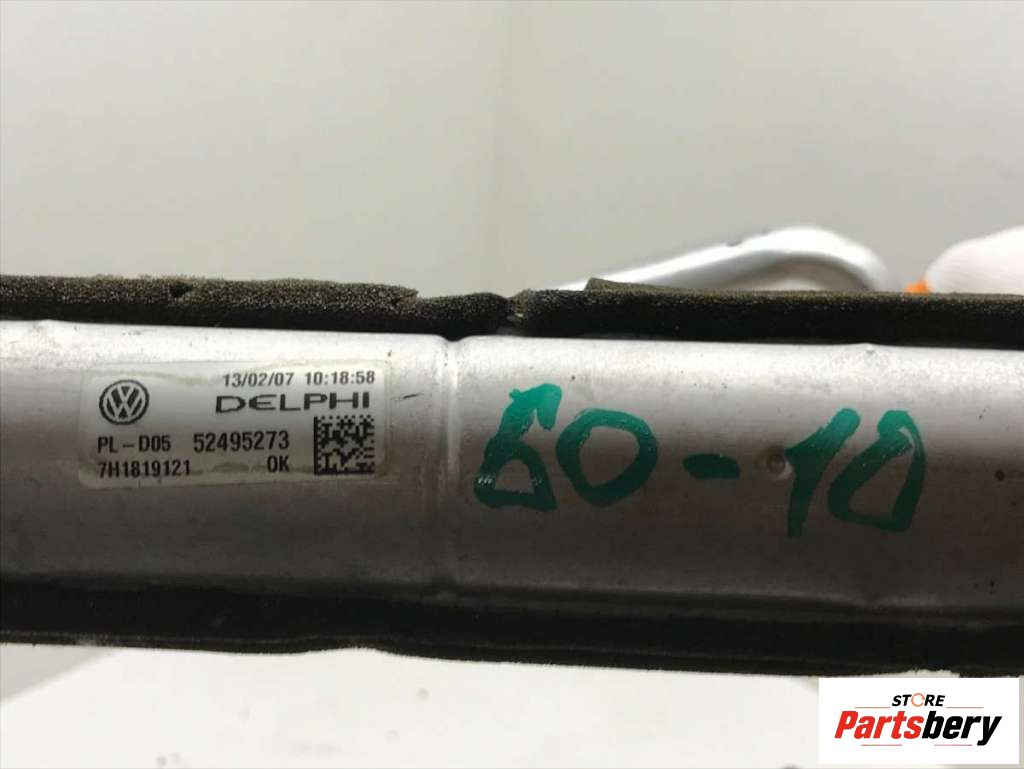 13/02/07 10:18:58
DELPHI
PL-D05 52495273
7H1819121 OK
60-10
STORE
Partsbery